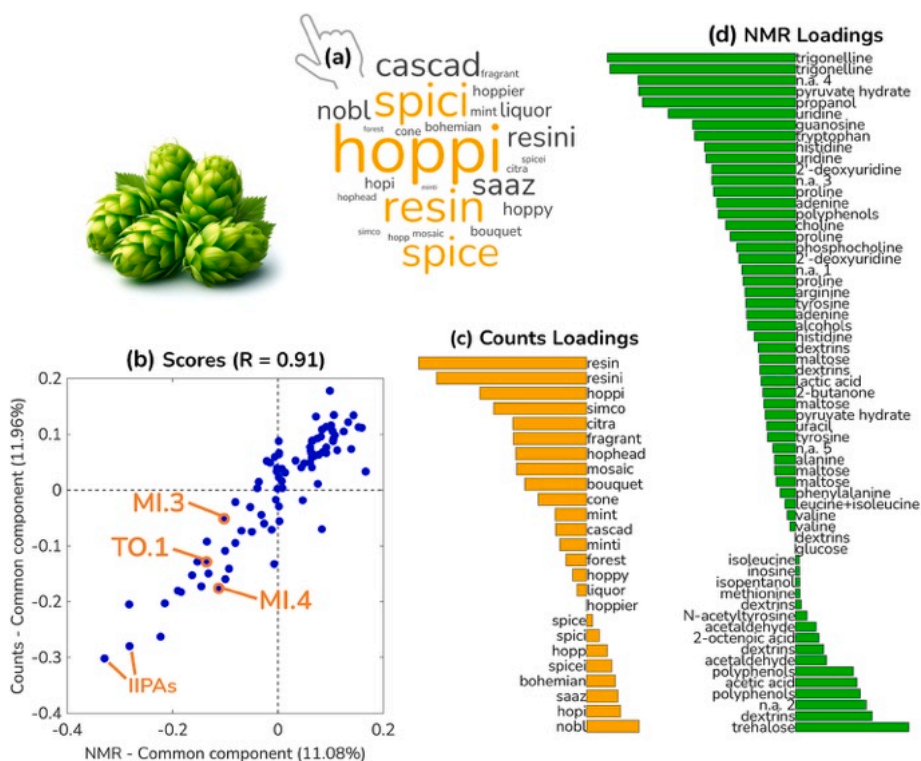 (a)
cascad
fragrant
nobl
spici
hoppier
mint liquor
forest
cone
bohemian
hoppi
resini
spicei
citra
hopi
minti
saaz
hophead
resin
hoppy
simco
hopp
mosaic
bouquet
spice
(b) Scores (R = 0.91)
Counts - Common component (11.96%)
0.2
0.1
0
-0.1
-0.2
-0.3
-0.4
MI.3
TO.1
MI.4
IIPAs
-0.4
-0.2
0
0.2
NMR - Common component (11.08%)
(c) Counts Loadings
resin
resini
hoppi
simco
citra
fragrant
hophead
mosaic
bouquet
cone
mint
cascad
minti
forest
hoppy
liquor
hoppier
spice
spici
hopp
spicei
bohemian
saaz
hopi
nobl
(d) NMR Loadings
trigonelline
trigonelline
n.a. 4
pyruvate hydrate
propanol
uridine
guanosine
tryptophan
histidine
uridine
2'-deoxyuridine
n.a. 3
proline
adenine
polyphenols
choline
proline
phosphocholine
2'-deoxyuridine
n.a. 1
proline
arginine
tyrosine
adenine
alcohols
histidine
dextrins
maltose
dextrins
lactic acid
2-butanone
maltose
pyruvate hydrate
uracil
tyrosine
n.a. 5
alanine
maltose
maltose
phenylalanine
leucine+isoleucine
valine
valine
dextrins
glucose
isoleucine
inosine
isopentanol
methionine
dextrins
N-acetyltyrosine
acetaldehyde
2-octenoic acid
dextrins
acetaldehyde
polyphenols
acetic acid
polyphenols
n.a. 2
dextrins
trehalose